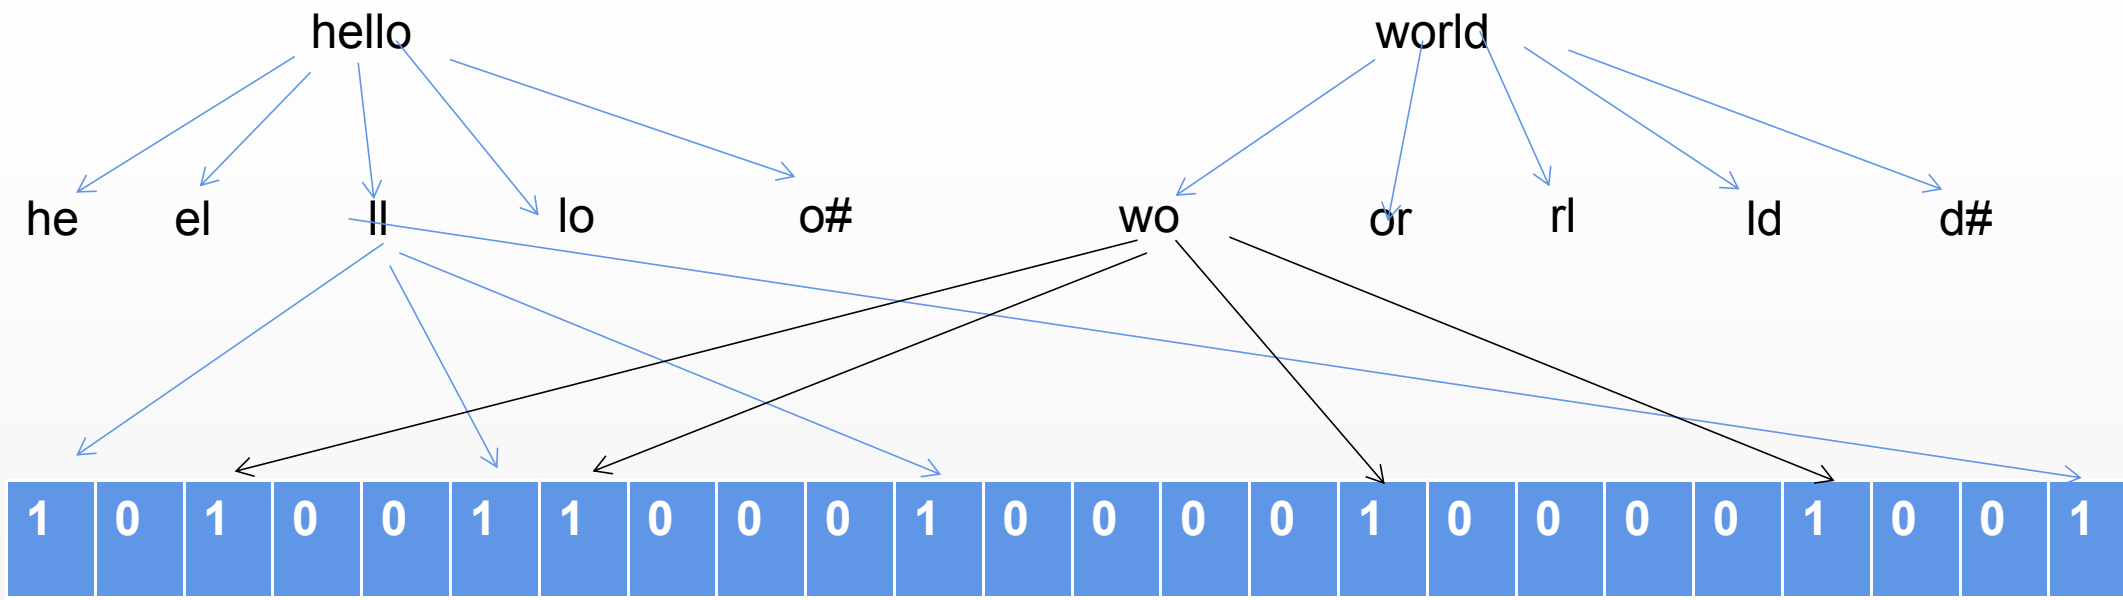 hello world
he el ll lo o# wo or rl ld d#
1 0 1 0 0 1 1 0 0 0 1 0 0 0 0 1 0 0 0 0 1 0 0 1